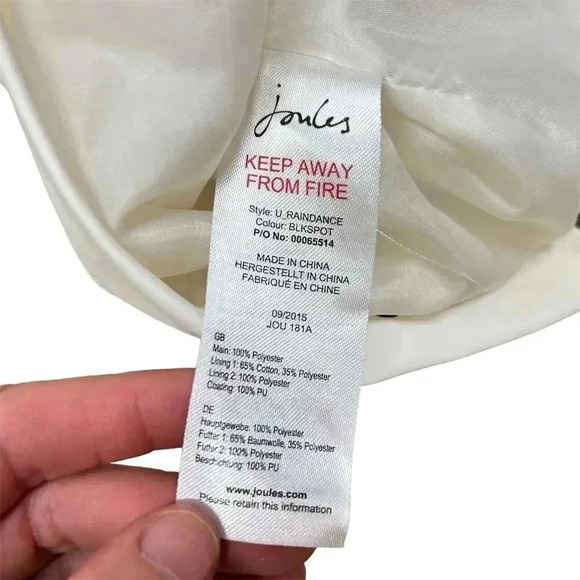 joules
KEEP AWAY
FROM FIRE
Style: U_RAINDANCE
Colour: BLKSPOT
P/O No: 00065514
MADE IN CHINA
HERGESTELLT IN CHINA
FABRIQUÉ EN CHINE
09/2015
JOU 181A
GB
Main: 100% Polyester
Lining 1: 65% Cotton, 35% Polyester
Lining 2: 100% Polyester
Coating: 100% PU
DE
Hauptgewebe: 100% Polyester
Futter 1: 65% Baumwolle, 35% Polyester
Futter 2: 100% Polyester
Beschichtung: 100% PU
www.joules.com
Please retain this information